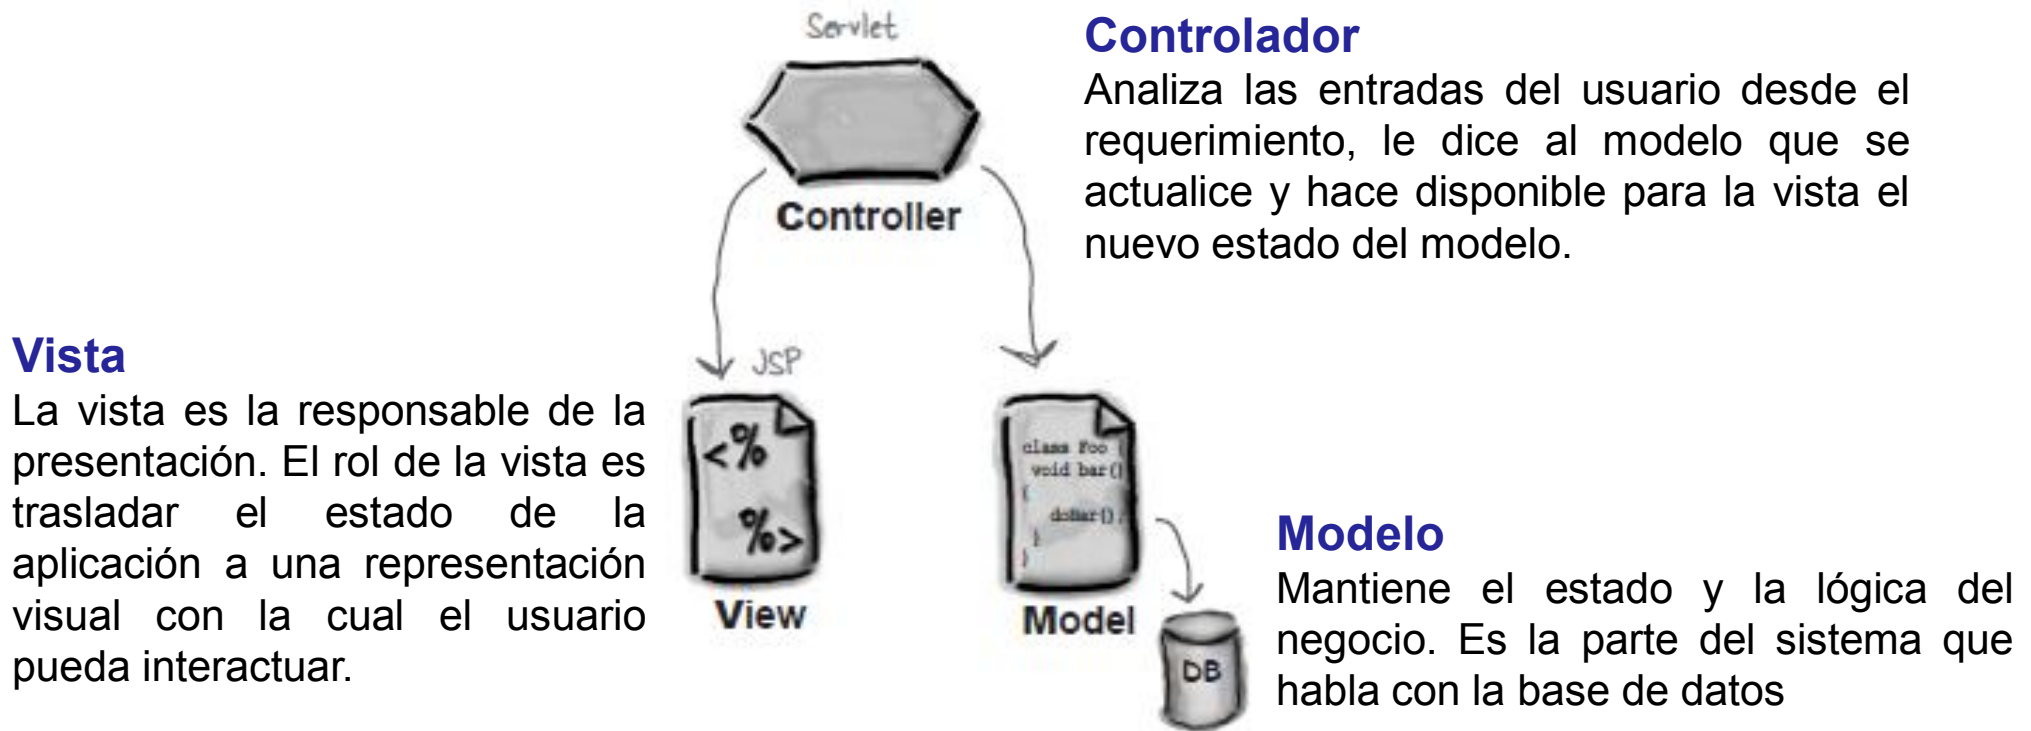 Servlet
Controller
Controlador
Analiza las entradas del usuario desde el
requerimiento, le dice al modelo que se
actualice y hace disponible para la vista el
nuevo estado del modelo.
Vista
La vista es la responsable de la
presentación. El rol de la vista es
trasladar el estado de la
aplicación a una representación
visual con la cual el usuario
pueda interactuar.
JSP
<%
%>
View
class Foo {
void bar()
{
doBar();
}
}
Model
DB
Modelo
Mantiene el estado y la lógica del
negocio. Es la parte del sistema que
habla con la base de datos